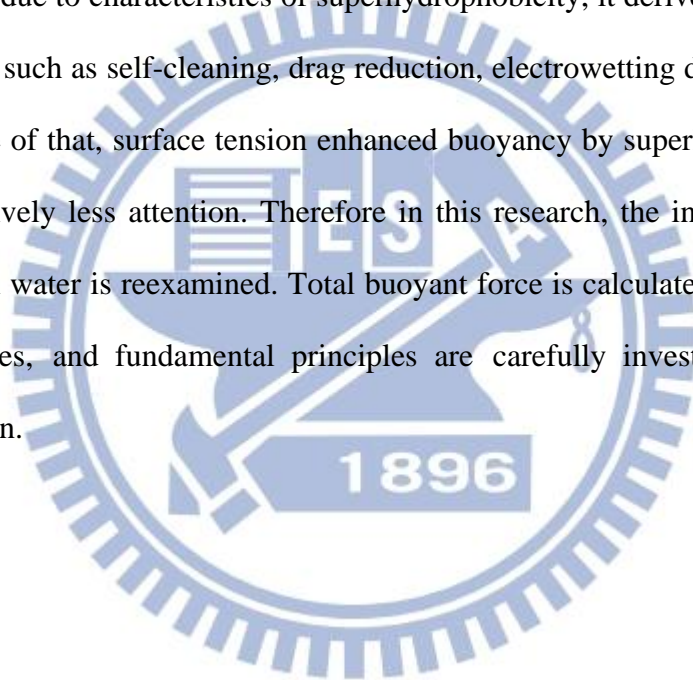 due to characteristics of superhydrophobicity, it derive
such as self-cleaning, drag reduction, electrowetting d
of that, surface tension enhanced buoyancy by super
vely less attention. Therefore in this research, the in
water is reexamined. Total buoyant force is calculate
es, and fundamental principles are carefully invest
n.
E S A
1896